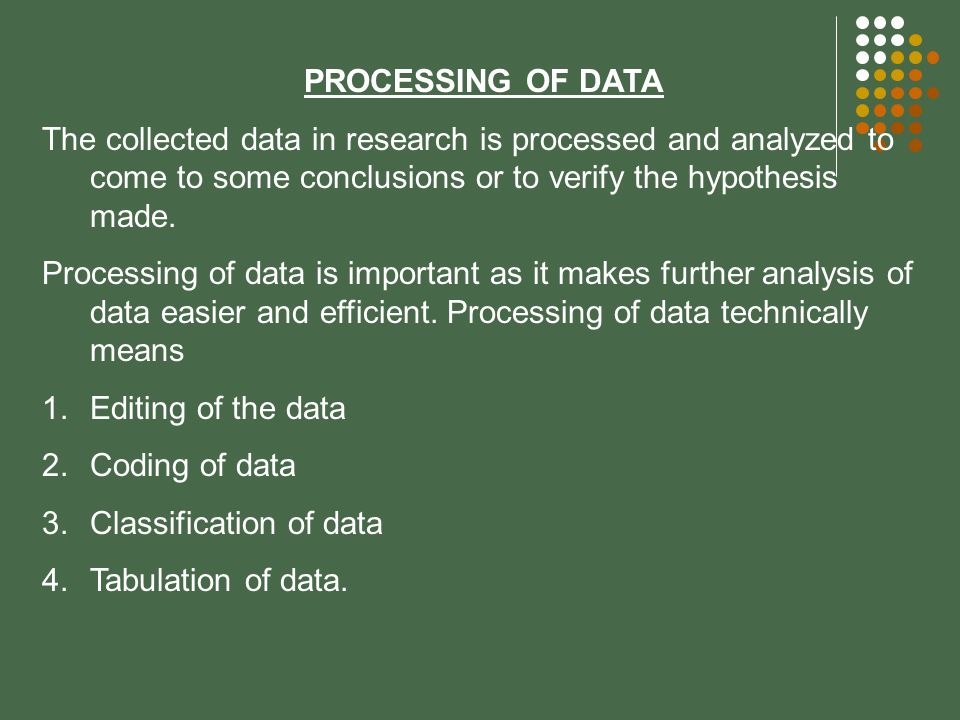 PROCESSING OF DATA
The collected data in research is processed and analyzed to
come to some conclusions or to verify the hypothesis
made.
Processing of data is important as it makes further analysis of
data easier and efficient. Processing of data technically
means
1. Editing of the data
2. Coding of data
3. Classification of data
4. Tabulation of data.